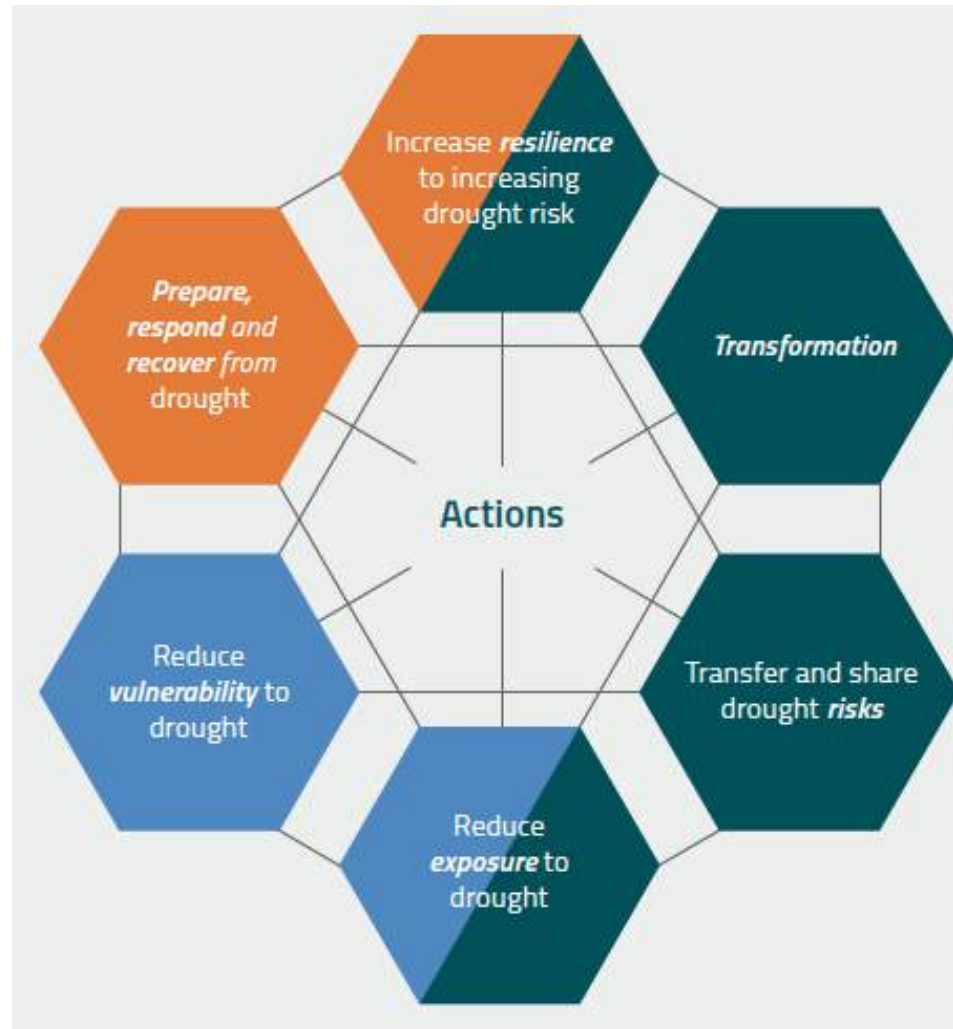 Increase resilience
to increasing
drought risk
Prepare,
respond and
recover from
drought
Transformation
Actions
Reduce
vulnerability to
drought
Transfer and share
drought risks
Reduce
exposure to
drought